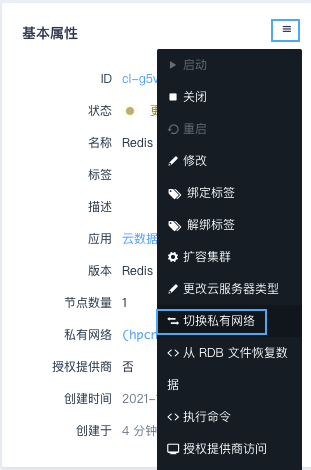 基本属性
ID cl-g5
状态
名称 Redis
标签
描述
应用 云数据
版本 Redis
节点数量 1
私有网络 (hpcn
授权提供商 否
创建时间 2021-
创建于 4 分钟
启动
关闭
重启
修改
绑定标签
解绑标签
扩容集群
更改云服务器类型
切换私有网络
从 RDB 文件恢复数
据
执行命令
授权提供商访问